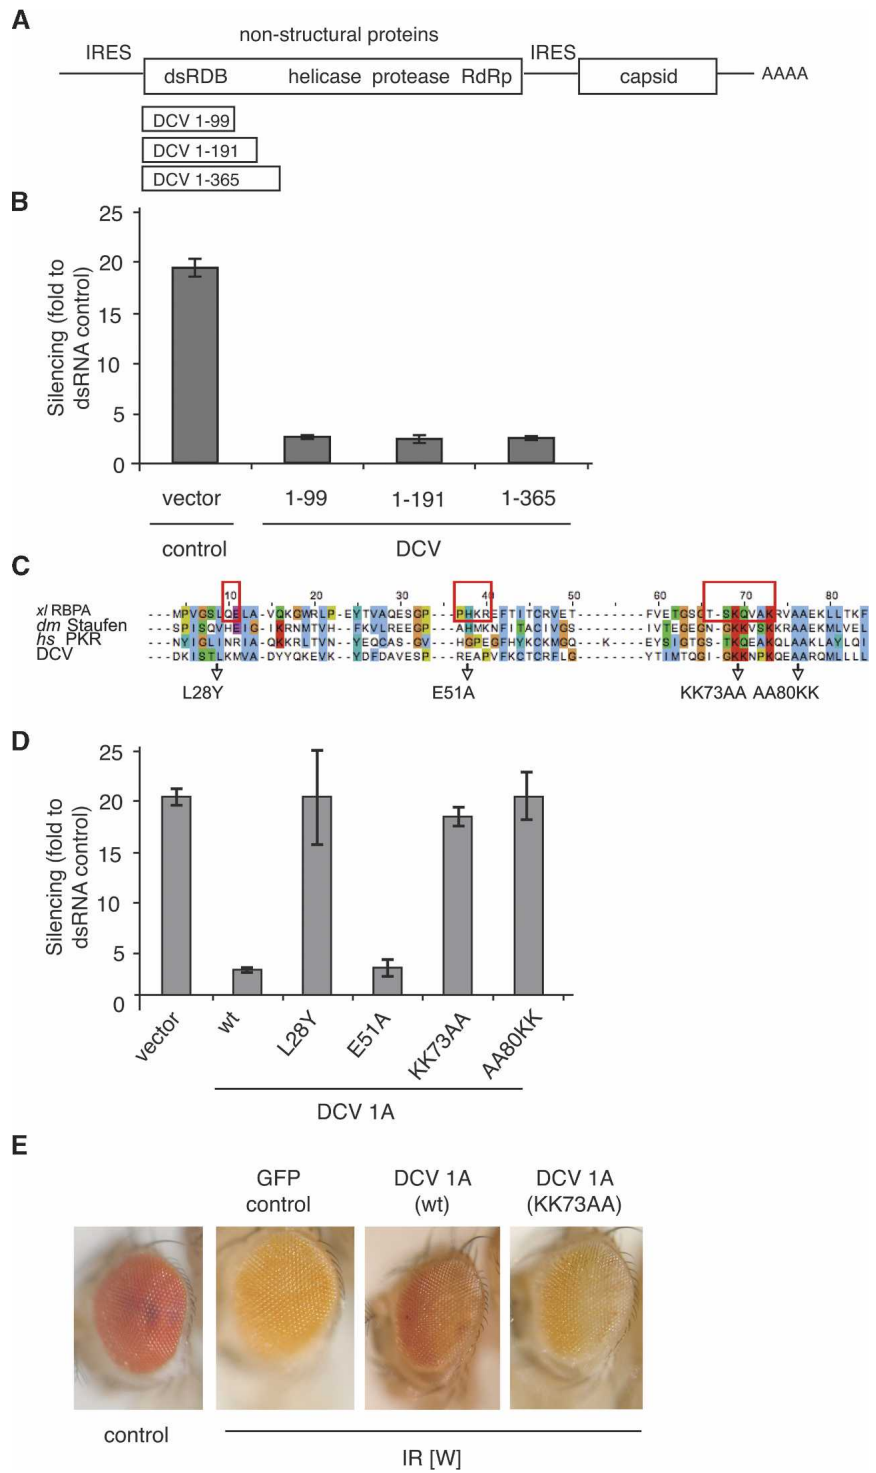 A
non-structural proteins
IRES IRES
dsRDB helicase protease RdRp capsid AAAA
DCV 1-99
DCV 1-191
DCV 1-365
B
Silencing (fold to
dsRNA control)
25
20
15
10
5
0
vector 1-99 1-191 1-365
control DCV
C
10 20 30 40 50 60 70 80
xl RBPA
dm Staufen
hs PKR
DCV
L28Y E51A KK73AA AA80KK
D
Silencing (fold to
dsRNA control)
25
20
15
10
5
0
vector wt L28Y E51A KK73AA AA80KK
DCV 1A
E
GFP
control
DCV 1A
(wt)
DCV 1A
(KK73AA)
control
IR [W]